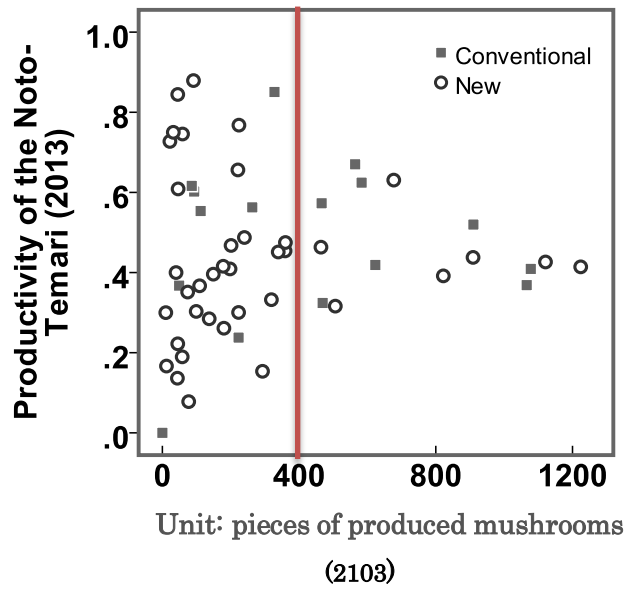 Productivity of the Noto-
Temari (2013)
1.0
.8
.6
.4
.2
.0
Conventional
New
0 400 800 1200
Unit: pieces of produced mushrooms
(2103)